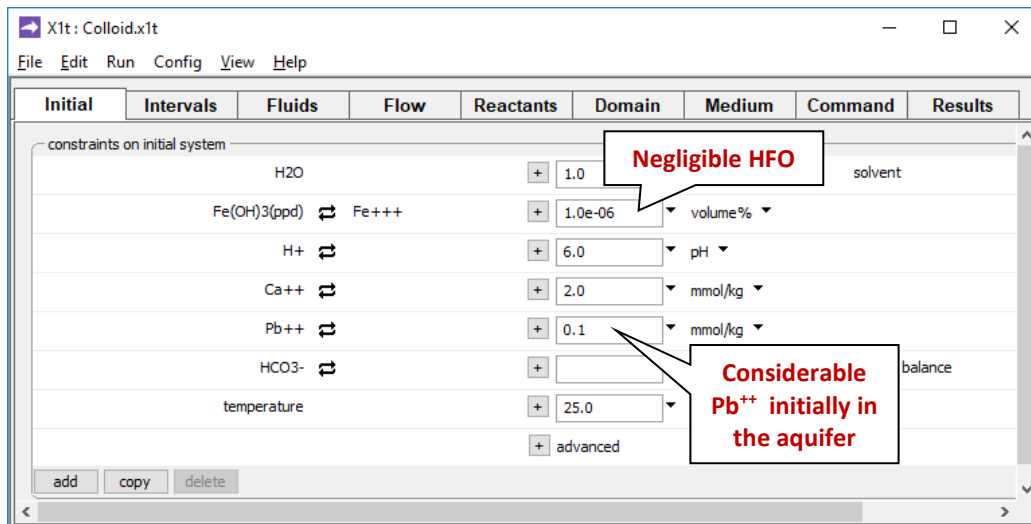 X1t : Colloid.x1t
File Edit Run Config View Help
Initial Intervals Fluids Flow Reactants Domain Medium Command Results
constraints on initial system
H2O + 1.0 solvent
Negligible HFO
Fe(OH)3(ppd) Fe+++ + 1.0e-06 volume%
H+ + 6.0 pH
Ca++ + 2.0 mmol/kg
Pb++ + 0.1 mmol/kg
HCO3- + balance
Considerable
Pb++ initially in
the aquifer
temperature + 25.0
+ advanced
add copy delete